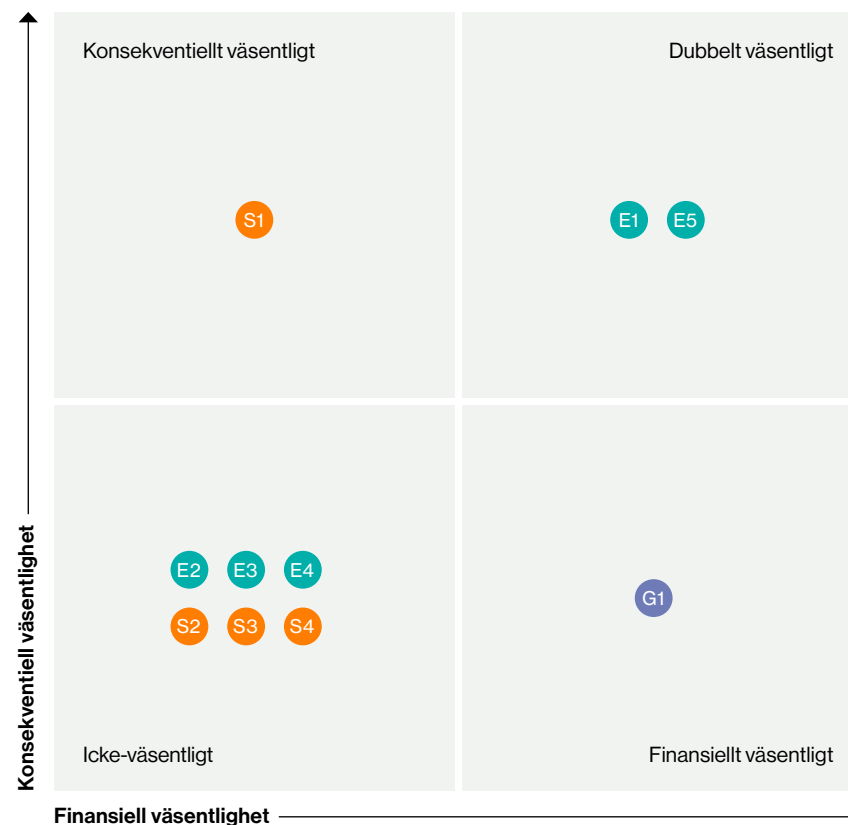 Konsekventiellt väsentligt
Dubbelt väsentligt
S1
E1 E5
E2 E3 E4
S2 S3 S4
G1
Icke-väsentligt
Finansiellt väsentligt
Konsekventiell väsentlighet
Finansiell väsentlighet